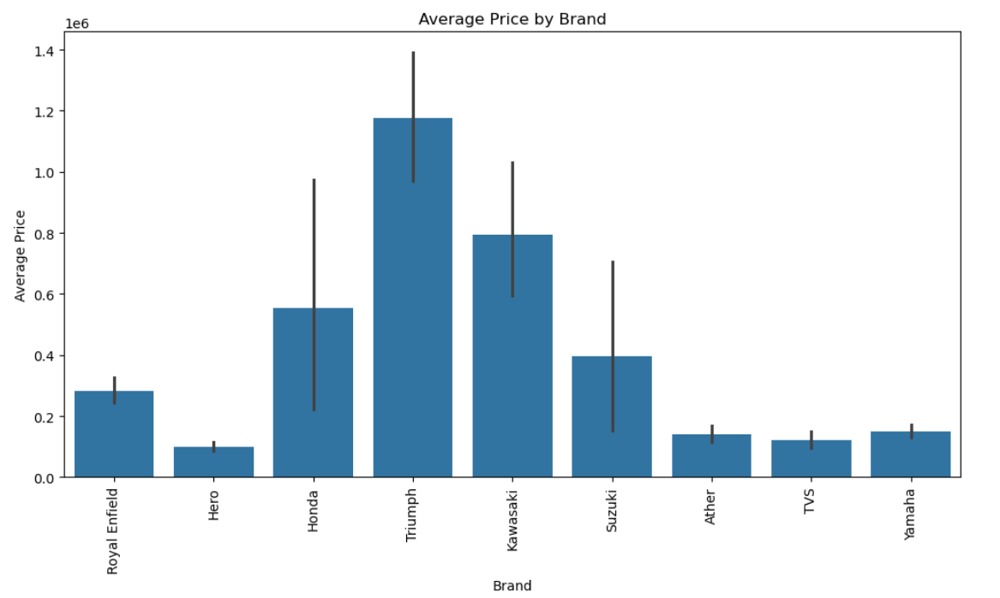 Average Price by Brand
1e6
1.4
1.2
1.0
0.8
0.6
0.4
0.2
0.0
Average Price
Royal Enfield
Hero
Honda
Triumph
Kawasaki
Suzuki
Ather
TVS
Yamaha
Brand